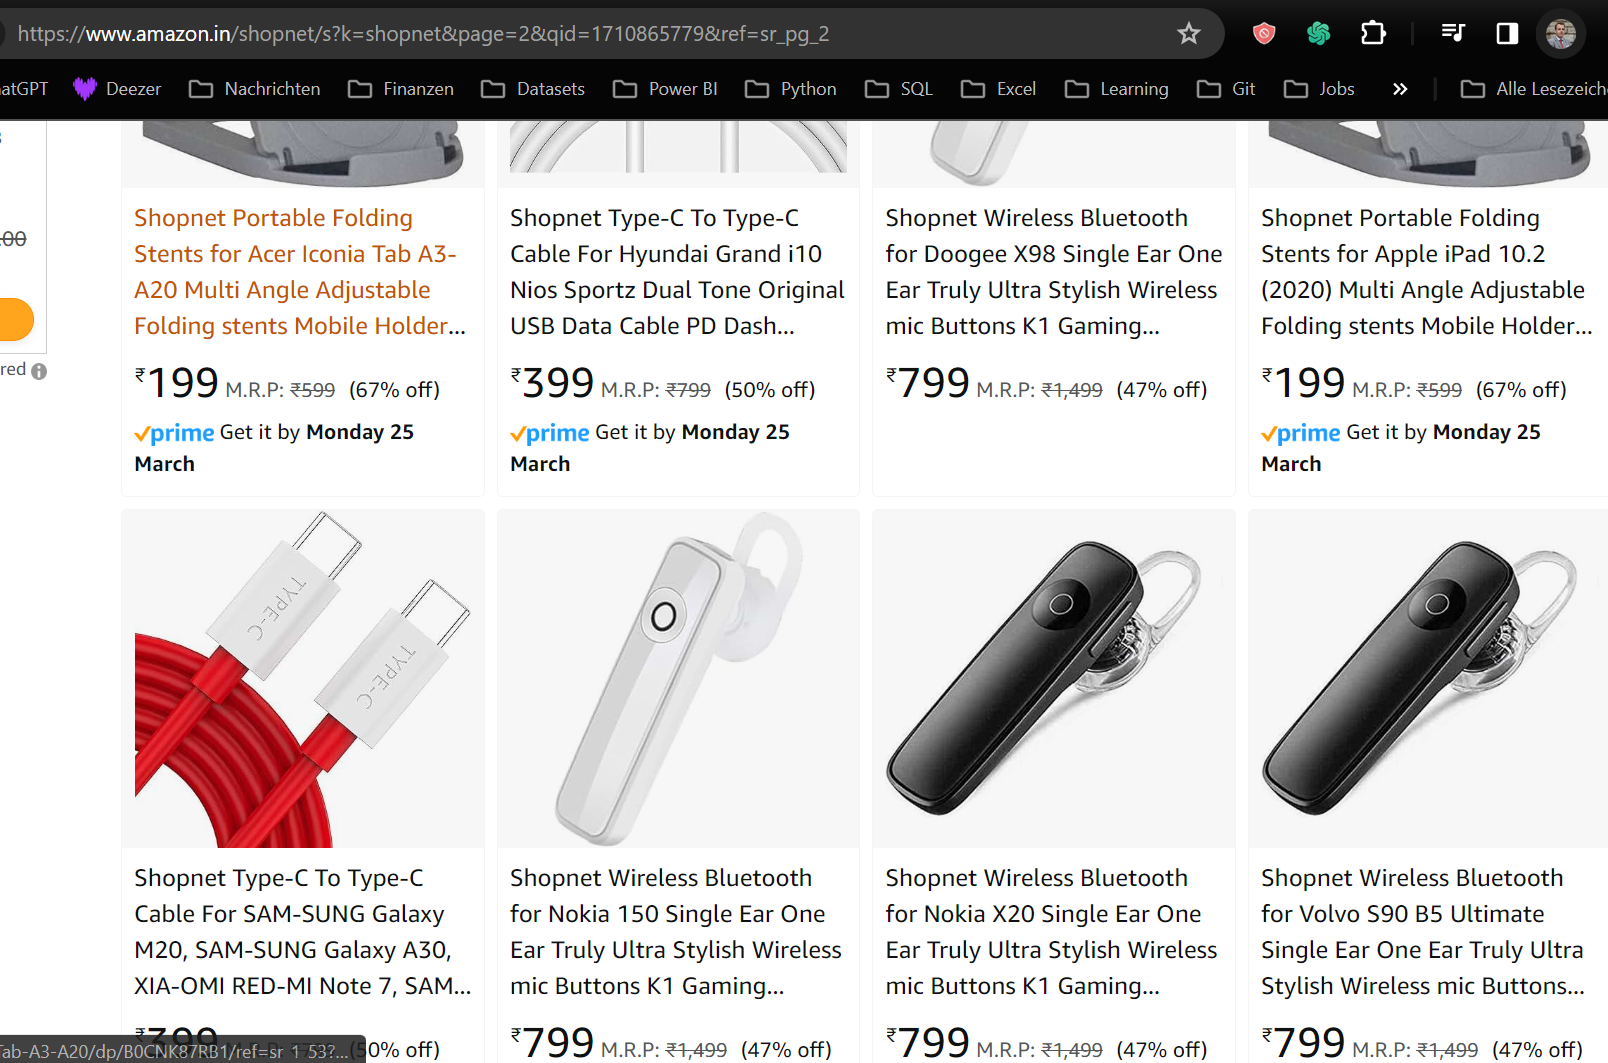 https://www.amazon.in/shopnet/s?k=shopnet&page=2&qid=1710865779&ref=sr_pg_2
atGPT Deezer Nachrichten Finanzen Datasets Power BI Python SQL Excel Learning Git Jobs » Alle Lesezeich
.00
red
Shopnet Portable Folding
Stents for Acer Iconia Tab A3-
A20 Multi Angle Adjustable
Folding stents Mobile Holder...
₹199 M.R.P: ₹599 (67% off)
prime Get it by Monday 25
March
Shopnet Type-C To Type-C
Cable For Hyundai Grand i10
Nios Sportz Dual Tone Original
USB Data Cable PD Dash...
₹399 M.R.P: ₹799 (50% off)
prime Get it by Monday 25
March
Shopnet Wireless Bluetooth
for Doogee X98 Single Ear One
Ear Truly Ultra Stylish Wireless
mic Buttons K1 Gaming...
₹799 M.R.P: ₹1,499 (47% off)
Shopnet Portable Folding
Stents for Apple iPad 10.2
(2020) Multi Angle Adjustable
Folding stents Mobile Holder...
₹199 M.R.P: ₹599 (67% off)
prime Get it by Monday 25
March
TYPE-C
TYPE-C
Shopnet Type-C To Type-C
Cable For SAM-SUNG Galaxy
M20, SAM-SUNG Galaxy A30,
XIA-OMI RED-MI Note 7, SAM...
₹399 M.R.P: ₹799 (50% off)
Shopnet Wireless Bluetooth
for Nokia 150 Single Ear One
Ear Truly Ultra Stylish Wireless
mic Buttons K1 Gaming...
₹799 M.R.P: ₹1,499 (47% off)
Shopnet Wireless Bluetooth
for Nokia X20 Single Ear One
Ear Truly Ultra Stylish Wireless
mic Buttons K1 Gaming...
₹799 M.R.P: ₹1,499 (47% off)
Shopnet Wireless Bluetooth
for Volvo S90 B5 Ultimate
Single Ear One Ear Truly Ultra
Stylish Wireless mic Buttons...
₹799 M.R.P: ₹1,499 (47% off)
Tab-A3-A20/dp/B0CNK87RB1/ref=sr_1_53?...